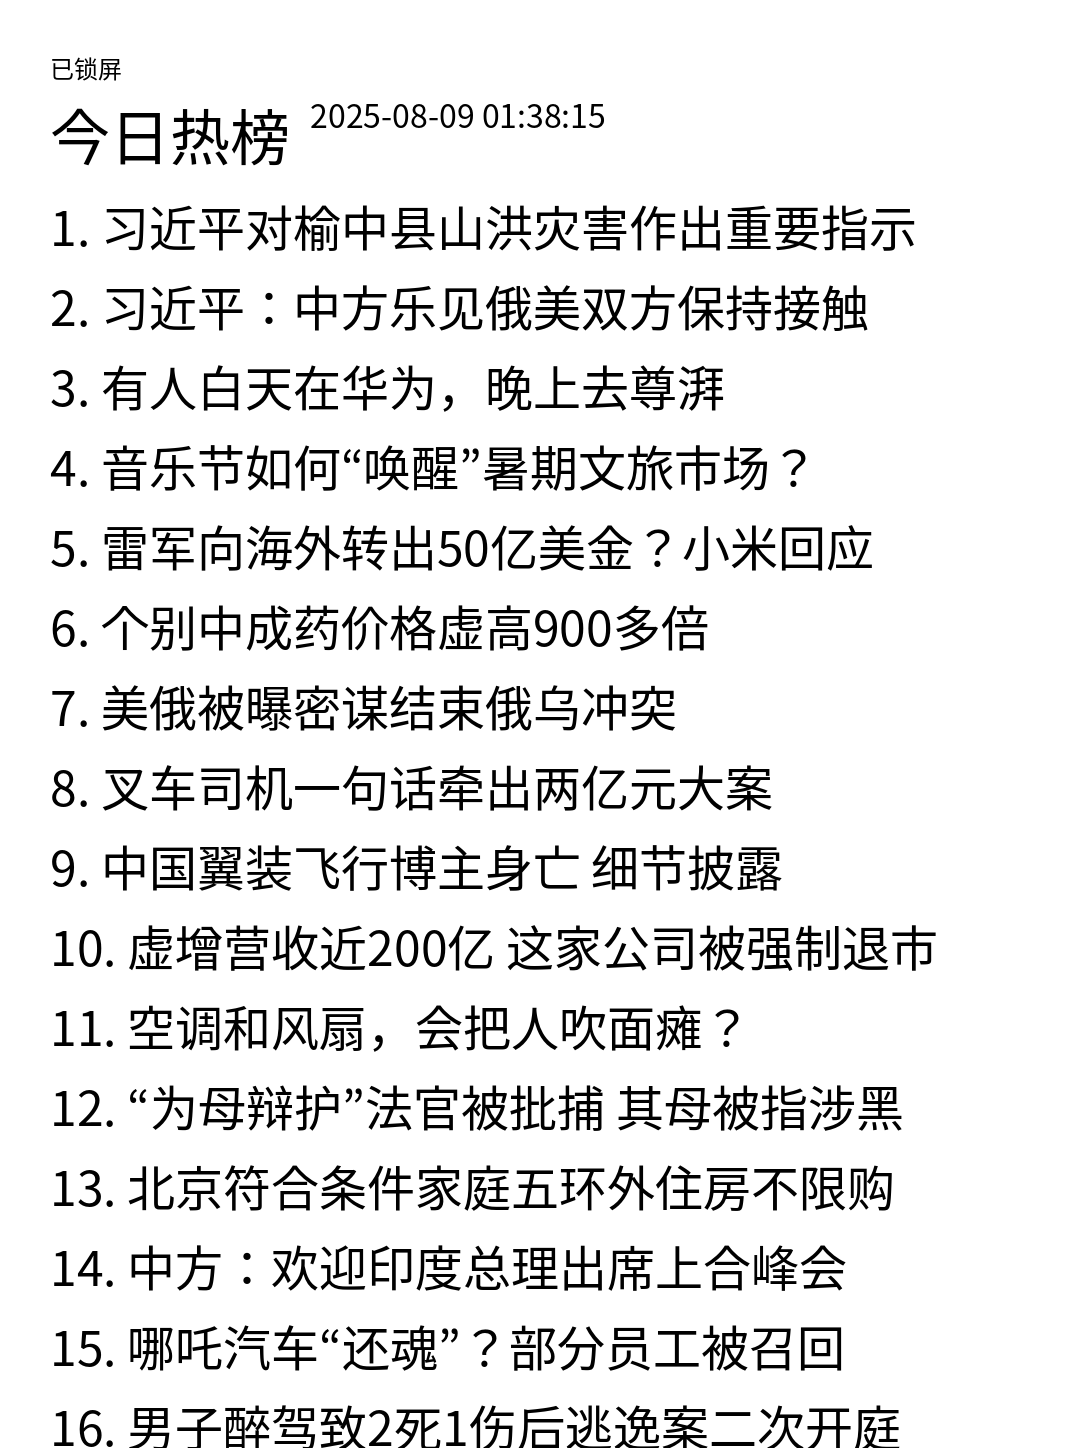 已锁屏
今日热榜 2025-08-09 01:38:15
1. 习近平对榆中县山洪灾害作出重要指示
2. 习近平：中方乐见俄美双方保持接触
3. 有人白天在华为，晚上去尊湃
4. 音乐节如何“唤醒”暑期文旅市场？
5. 雷军向海外转出50亿美金？小米回应
6. 个别中成药价格虚高900多倍
7. 美俄被曝密谋结束俄乌冲突
8. 叉车司机一句话牵出两亿元大案
9. 中国翼装飞行博主身亡 细节披露
10. 虚增营收近200亿 这家公司被强制退市
11. 空调和风扇，会把人吹面瘫？
12. “为母辩护”法官被批捕 其母被指涉黑
13. 北京符合条件家庭五环外住房不限购
14. 中方：欢迎印度总理出席上合峰会
15. 哪吒汽车“还魂”？部分员工被召回
16. 男子醉驾致2死1伤后逃逸案二次开庭